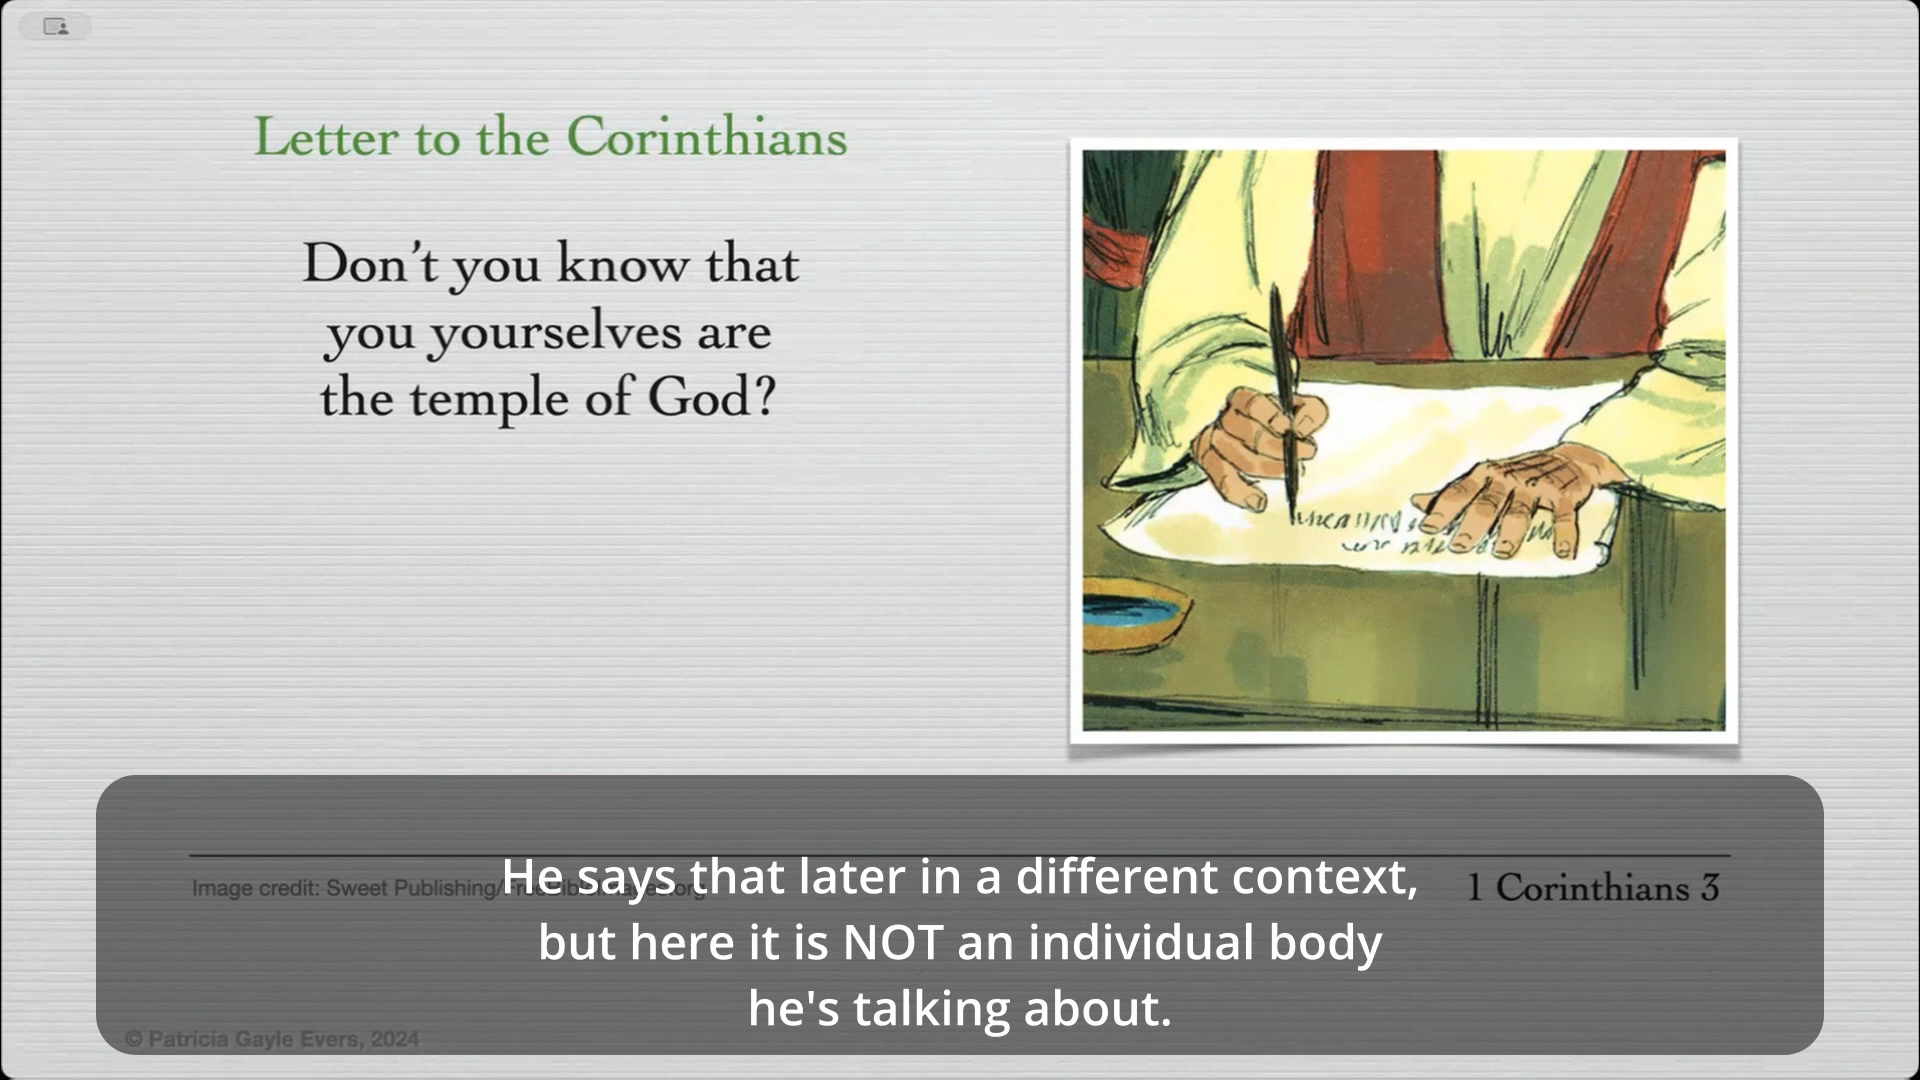 Letter to the Corinthians
Don’t you know that
you yourselves are
the temple of God?
Image credit: Sweet Publishing/FreeBibleimages.org
1 Corinthians 3
He says that later in a different context,
but here it is NOT an individual body
he's talking about.
© Patricia Gayle Evers, 2024